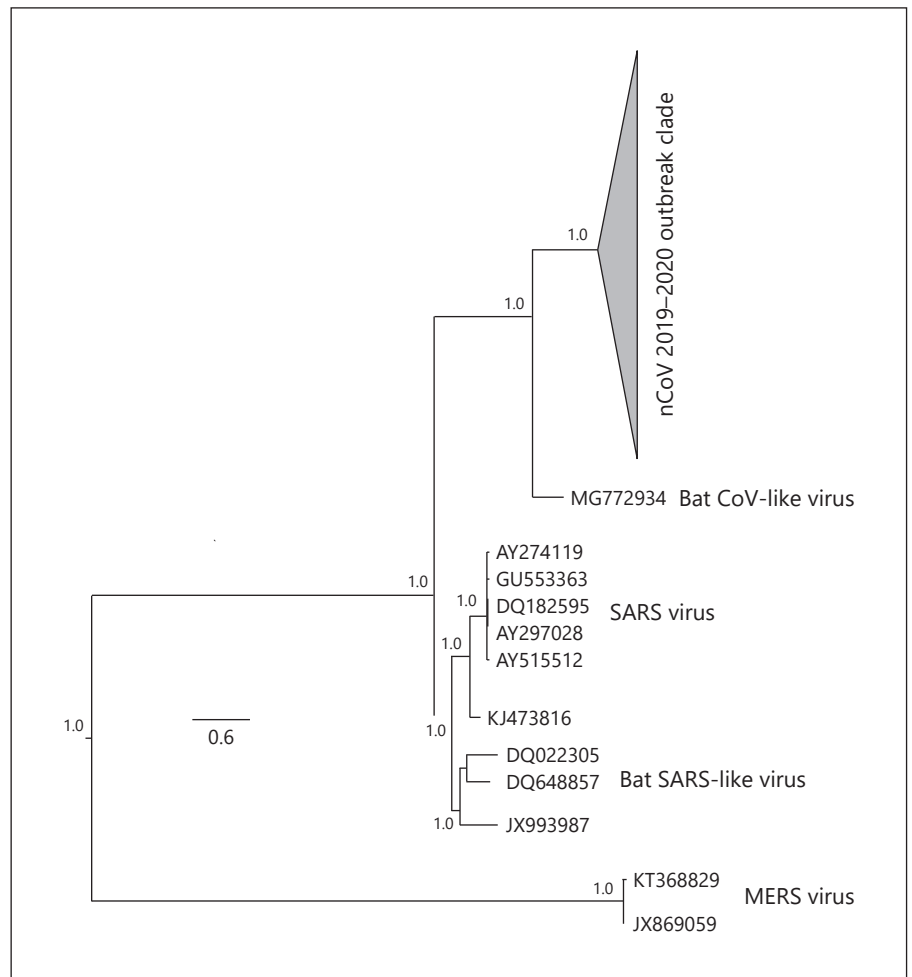 nCoV 2019–2020 outbreak clade
1.0
1.0
MG772934 Bat CoV-like virus
AY274119
1.0
GU553363
1.0
DQ182595
SARS virus
AY297028
1.0
AY515512
KJ473816
1.0
1.0
0.6
DQ022305
DQ648857 Bat SARS-like virus
1.0
JX993987
KT368829
1.0
MERS virus
JX869059